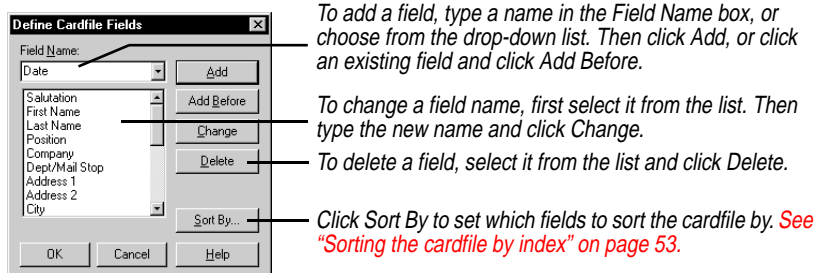 Define Cardfile Fields
Field Name:
Date
Add
Salutation
First Name
Last Name
Position
Company
Dept/Mail Stop
Address 1
Address 2
City
Add Before
Change
Delete
Sort By...
OK
Cancel
Help
To add a field, type a name in the Field Name box, or
choose from the drop-down list. Then click Add, or click
an existing field and click Add Before.
To change a field name, first select it from the list. Then
type the new name and click Change.
To delete a field, select it from the list and click Delete.
Click Sort By to set which fields to sort the cardfile by. See
“Sorting the cardfile by index” on page 53.